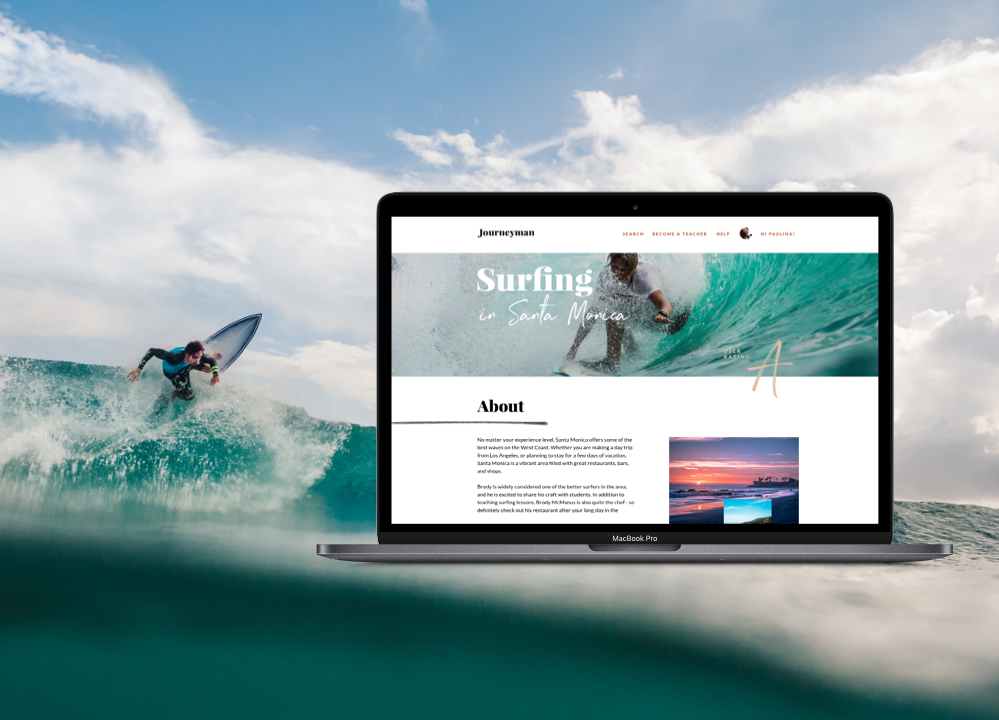 Journeyman
SEARCH BECOME A TEACHER HELP HI PAULINA!
Surfing
in Santa Monica
USER
RATING
A
About
No matter your experience level, Santa Monica offers some of the
best waves on the West Coast. Whether you are making a day trip
from Los Angeles, or planning to stay for a few days of vacation,
Santa Monica is a vibrant area filled with great restaurants, bars,
and shops.
Brody is widely considered one of the better surfers in the area,
and he is excited to share his craft with students. In addition to
teaching surfing lessons, Brody McManus is also quite the chef - so
definitely check out his restaurant after your long day in the
MacBook Pro